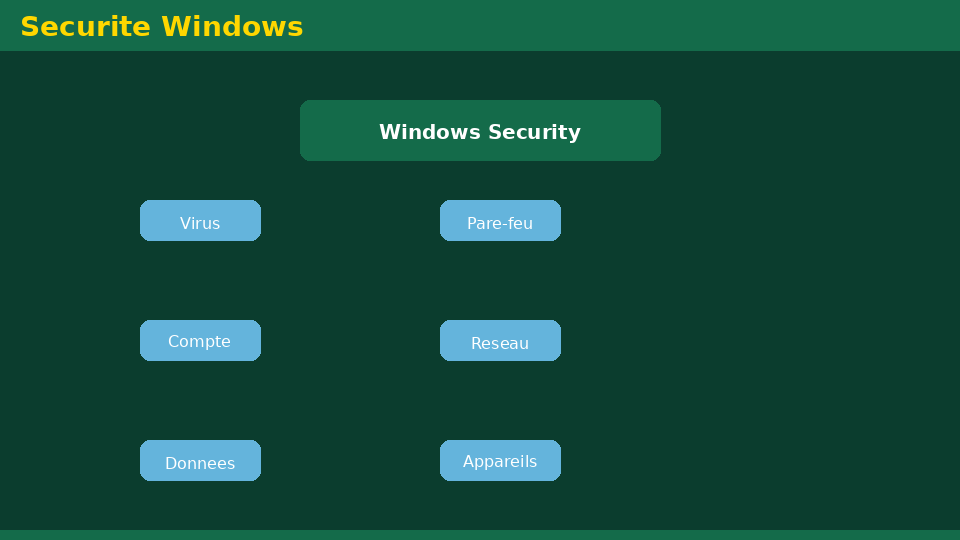 Securite Windows
Windows Security
Virus
Pare-feu
Compte
Reseau
Donnees
Appareils